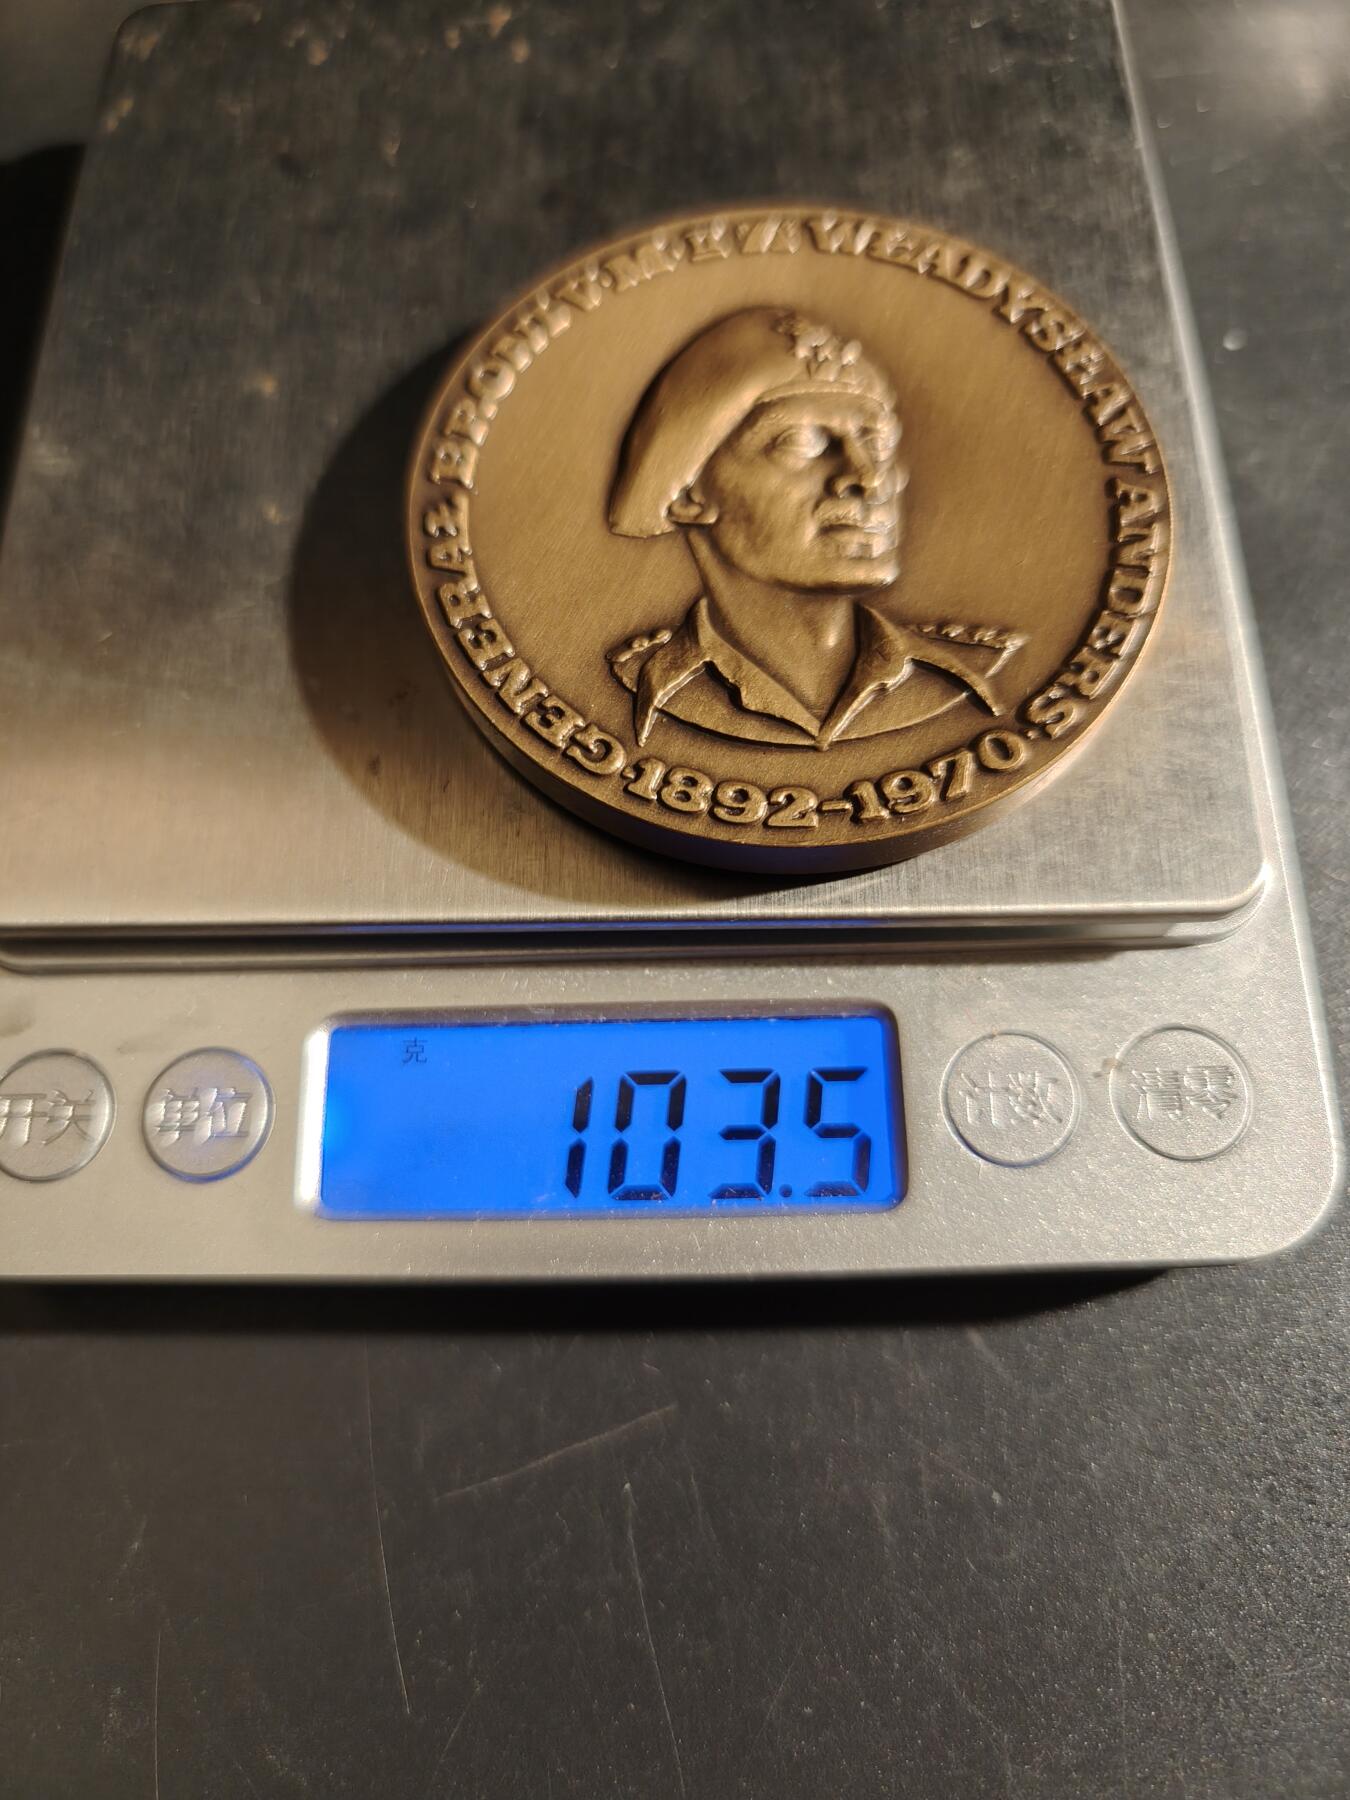 GENERAŁ BRONI V.M. E I Z A WŁADYSŁAW ANDERS·
·1892-1970·
克
103.5
开关
单位
计数
清零